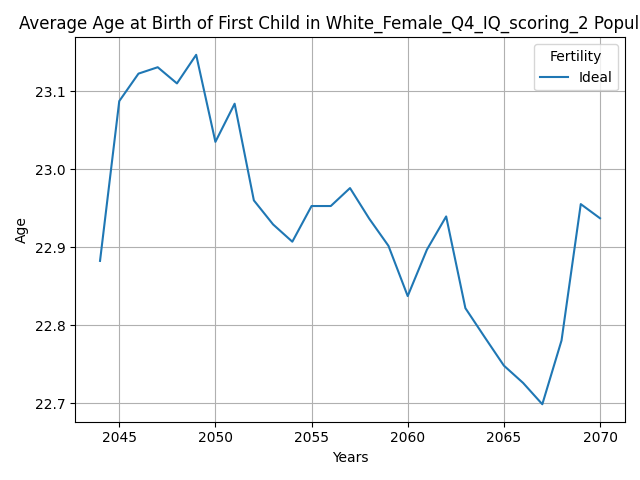 Average Age at Birth of First Child in White_Female_Q4_IQ_scoring_2 Popul
Fertility
Ideal
23.1
23.0
22.9
22.8
22.7
Age
2045 2050 2055 2060 2065 2070
Years